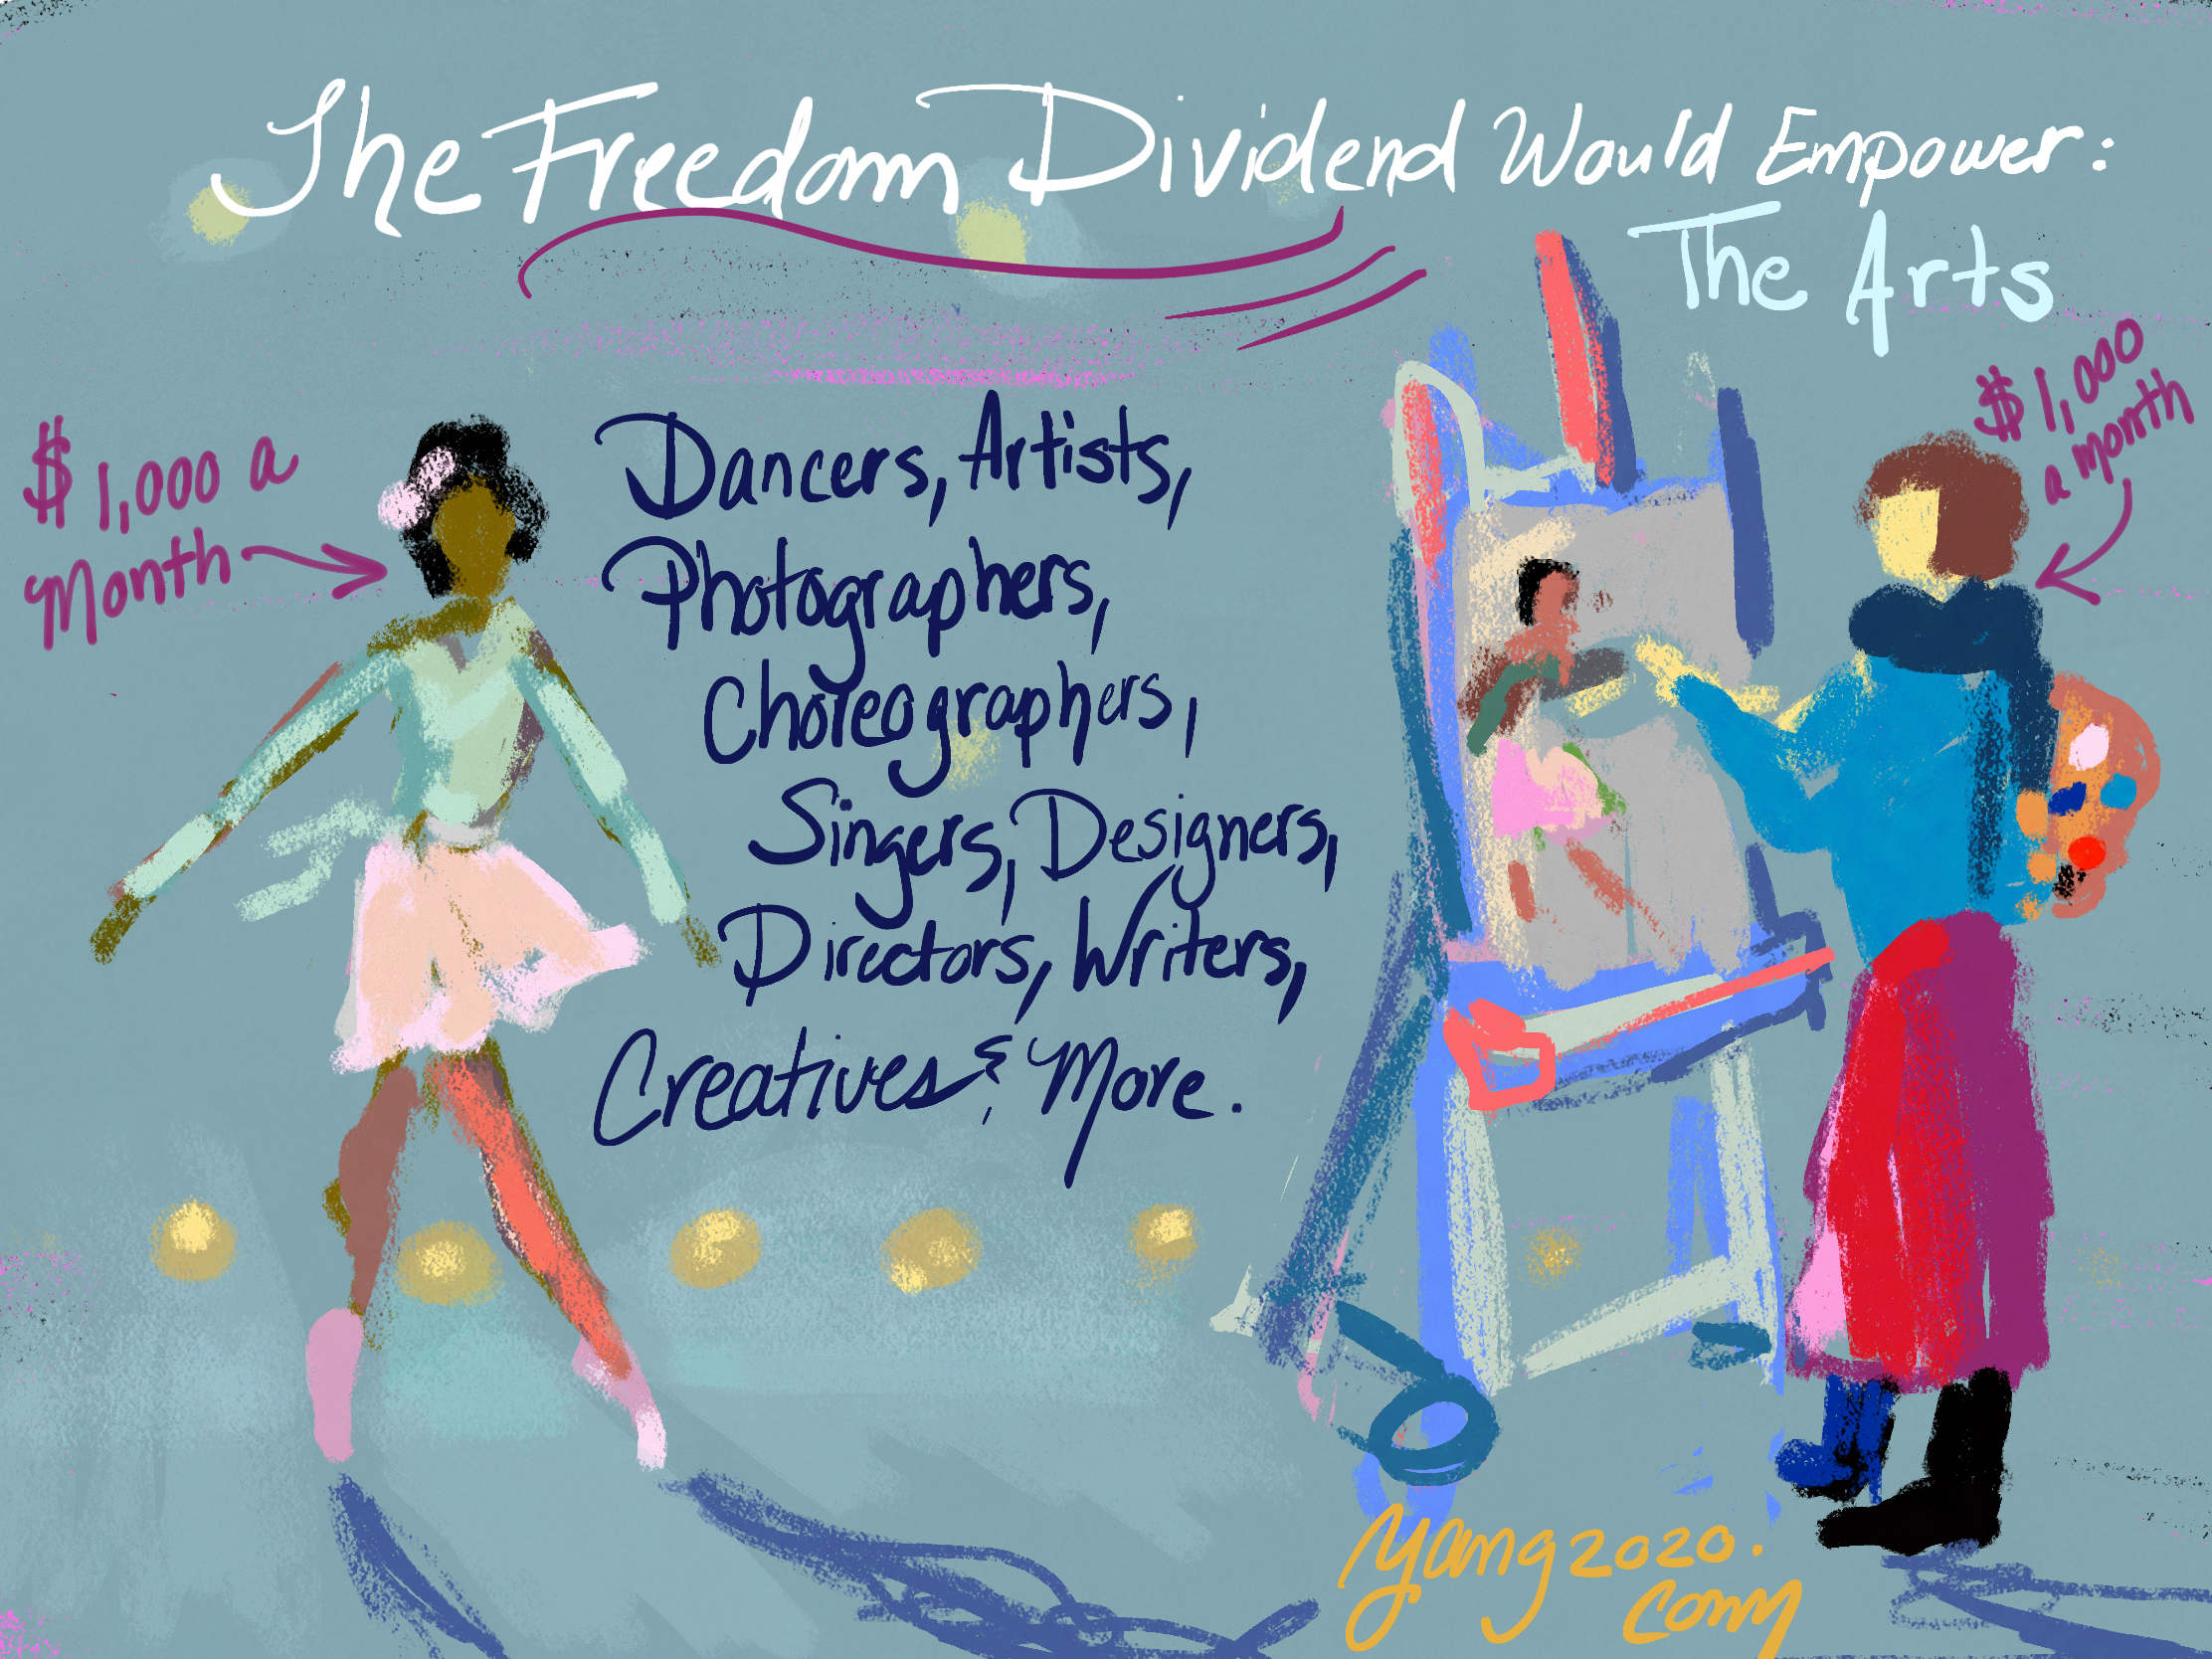 The Freedom Dividend Would Empower:
The Arts
$1,000 a
Month
Dancers, Artists,
Photographers,
Choreographers,
Singers, Designers,
Directors, Writers,
Creatives & More.
$1,000
a month
yang2020.
com